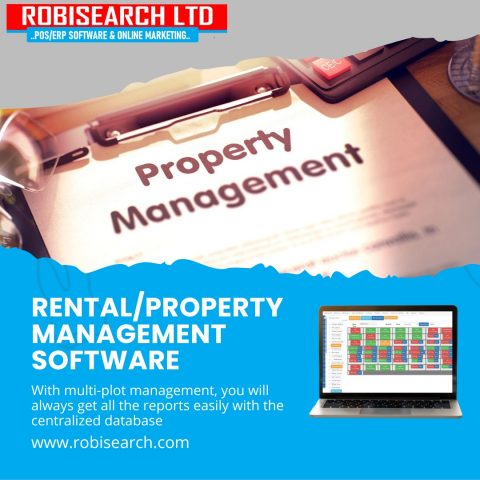 ROBISEARCH LTD
..POS/ERP SOFTWARE & ONLINE MARKETING..
Property
Management
RENTAL/PROPERTY
MANAGEMENT
SOFTWARE
With multi-plot management, you will
always get all the reports easily with the
centralized database
www.robisearch.com